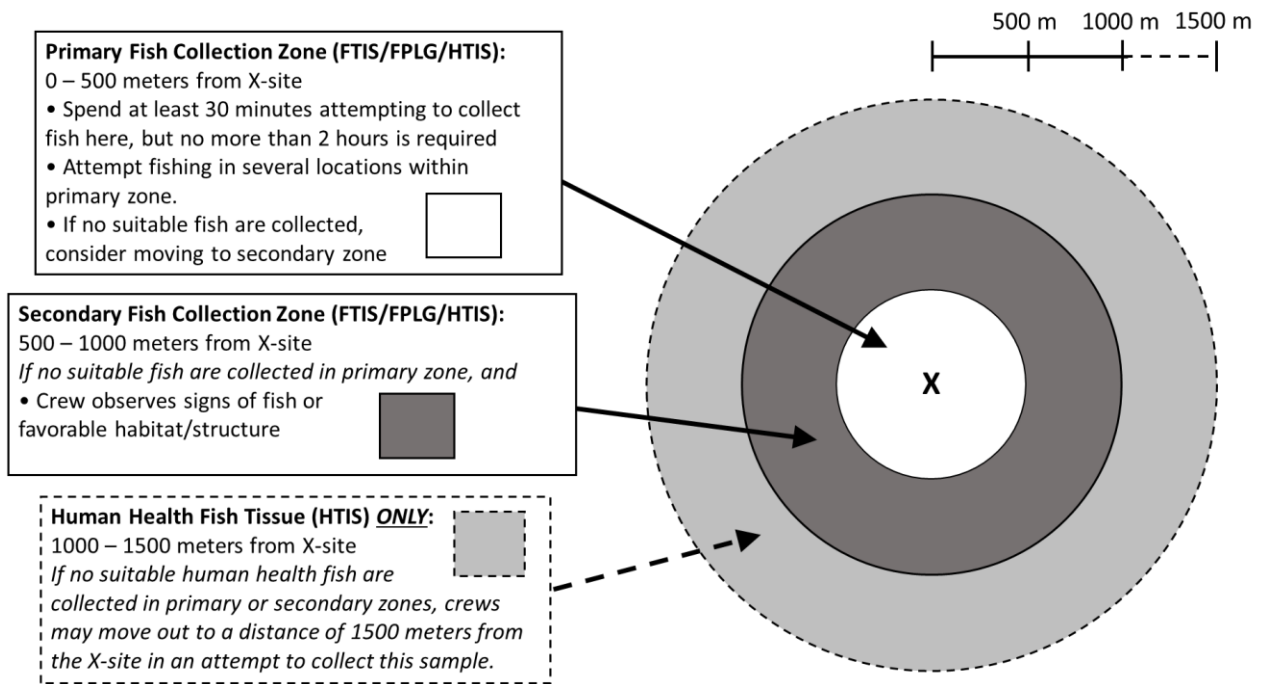 500 m 1000 m 1500 m
Primary Fish Collection Zone (FTIS/FPLG/HTIS):
0 – 500 meters from X-site
• Spend at least 30 minutes attempting to collect
fish here, but no more than 2 hours is required
• Attempt fishing in several locations within
primary zone.
• If no suitable fish are collected,
consider moving to secondary zone
Secondary Fish Collection Zone (FTIS/FPLG/HTIS):
500 – 1000 meters from X-site
If no suitable fish are collected in primary zone, and
• Crew observes signs of fish or
favorable habitat/structure
Human Health Fish Tissue (HTIS) ONLY:
1000 – 1500 meters from X-site
If no suitable human health fish are
collected in primary or secondary zones, crews
may move out to a distance of 1500 meters from
the X-site in an attempt to collect this sample.
X